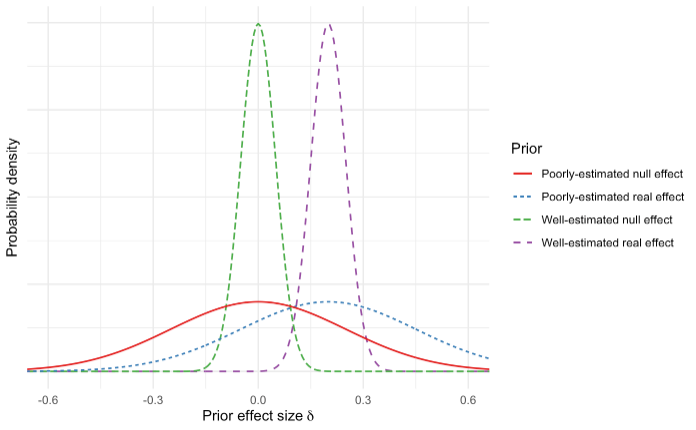 Probability density
-0.6 -0.3 0.0 0.3 0.6
Prior effect size δ
Prior
Poorly-estimated null effect
Poorly-estimated real effect
Well-estimated null effect
Well-estimated real effect